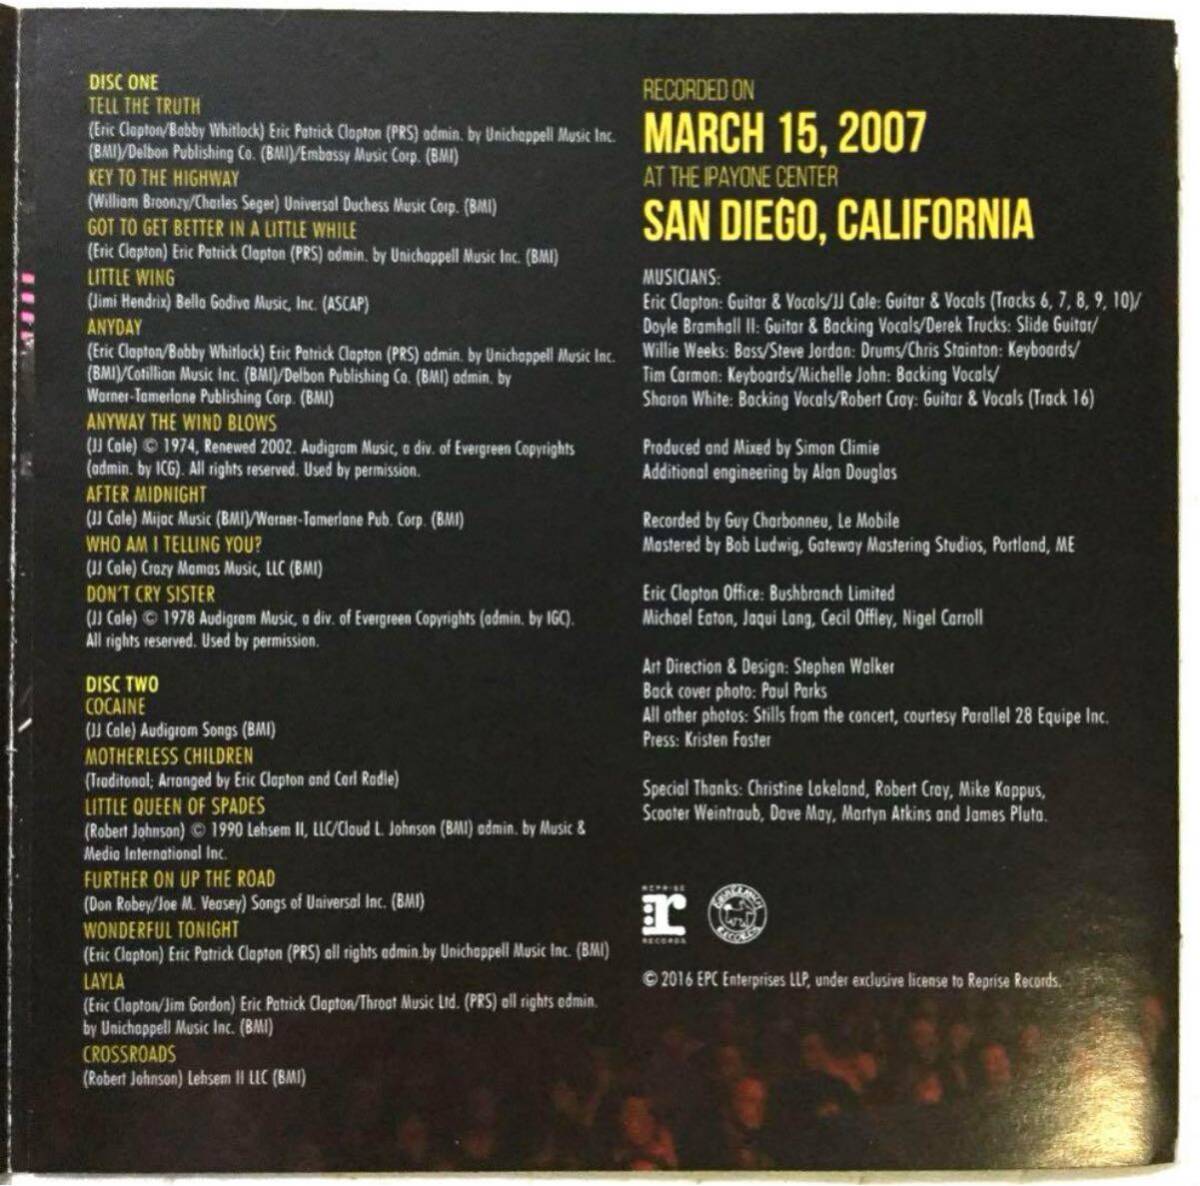 DISC ONE
TELL THE TRUTH
(Eric Clapton/Bobby Whitlock) Eric Patrick Clapton (PRS) admin. by Unichappell Music Inc.
(BMI)/Delbon Publishing Co. (BMI)/Embassy Music Corp. (BMI)
KEY TO THE HIGHWAY
(William Broonzy/Charles Seger) Universal Duchess Music Corp. (BMI)
GOT TO GET BETTER IN A LITTLE WHILE
(Eric Clapton) Eric Patrick Clapton (PRS) admin. by Unichappell Music Inc. (BMI)
LITTLE WING
(Jimi Hendrix) Bella Godiva Music, Inc. (ASCAP)
ANYDAY
(Eric Clapton/Bobby Whitlock) Eric Patrick Clapton (PRS) admin. by Unichappell Music Inc.
(BMI)/Cotillion Music Inc. (BMI)/Delbon Publishing Co. (BMI) admin. by
Warner-Tamerlane Publishing Corp. (BMI)
ANYWAY THE WIND BLOWS
(JJ Cale) © 1974, Renewed 2002. Audigram Music, a div. of Evergreen Copyrights
(admin. by ICG). All rights reserved. Used by permission.
AFTER MIDNIGHT
(JJ Cale) Mijac Music (BMI)/Warner-Tamerlane Pub. Corp. (BMI)
WHO AM I TELLING YOU?
(JJ Cale) Crazy Mamas Music, LLC (BMI)
DON'T CRY SISTER
(JJ Cale) © 1978 Audigram Music, a div. of Evergreen Copyrights (admin. by IGC).
All rights reserved. Used by permission.
DISC TWO
COCAINE
(JJ Cale) Audigram Songs (BMI)
MOTHERLESS CHILDREN
(Traditonal; Arranged by Eric Clapton and Carl Radle)
LITTLE QUEEN OF SPADES
(Robert Johnson) © 1990 Lehsem II, LLC/Claud L. Johnson (BMI) admin. by Music &
Media International Inc.
FURTHER ON UP THE ROAD
(Don Robey/Joe M. Veasey) Songs of Universal Inc. (BMI)
WONDERFUL TONIGHT
(Eric Clapton) Eric Patrick Clapton (PRS) all rights admin.by Unichappell Music Inc. (BMI)
LAYLA
(Eric Clapton/Jim Gordon) Eric Patrick Clapton/Throat Music Ltd. (PRS) all rights admin.
by Unichappell Music Inc. (BMI)
CROSSROADS
(Robert Johnson) Lehsem II LLC (BMI)
RECORDED ON
MARCH 15, 2007
AT THE IPAYONE CENTER
SAN DIEGO, CALIFORNIA
MUSICIANS:
Eric Clapton: Guitar & Vocals/JJ Cale: Guitar & Vocals (Tracks 6, 7, 8, 9, 10)/
Doyle Bramhall II: Guitar & Backing Vocals/Derek Trucks: Slide Guitar/
Willie Weeks: Bass/Steve Jordan: Drums/Chris Stainton: Keyboards/
Tim Carmon: Keyboards/Michelle John: Backing Vocals/
Sharon White: Backing Vocals/Robert Cray: Guitar & Vocals (Track 16)
Produced and Mixed by Simon Climie
Additional engineering by Alan Douglas
Recorded by Guy Charbonneu, Le Mobile
Mastered by Bob Ludwig, Gateway Mastering Studios, Portland, ME
Eric Clapton Office: Bushbranch Limited
Michael Eaton, Jaqui Lang, Cecil Offley, Nigel Carroll
Art Direction & Design: Stephen Walker
Back cover photo: Paul Parks
All other photos: Stills from the concert, courtesy Parallel 28 Equipe Inc.
Press: Kristen Foster
Special Thanks: Christine Lakeland, Robert Cray, Mike Kappus,
Scooter Weintraub, Dave May, Martyn Atkins and James Pluta.
REPRISE
r
RECORDS
BUSHBRANCH
RECORDS
© 2016 EPC Enterprises LLP, under exclusive license to Reprise Records.